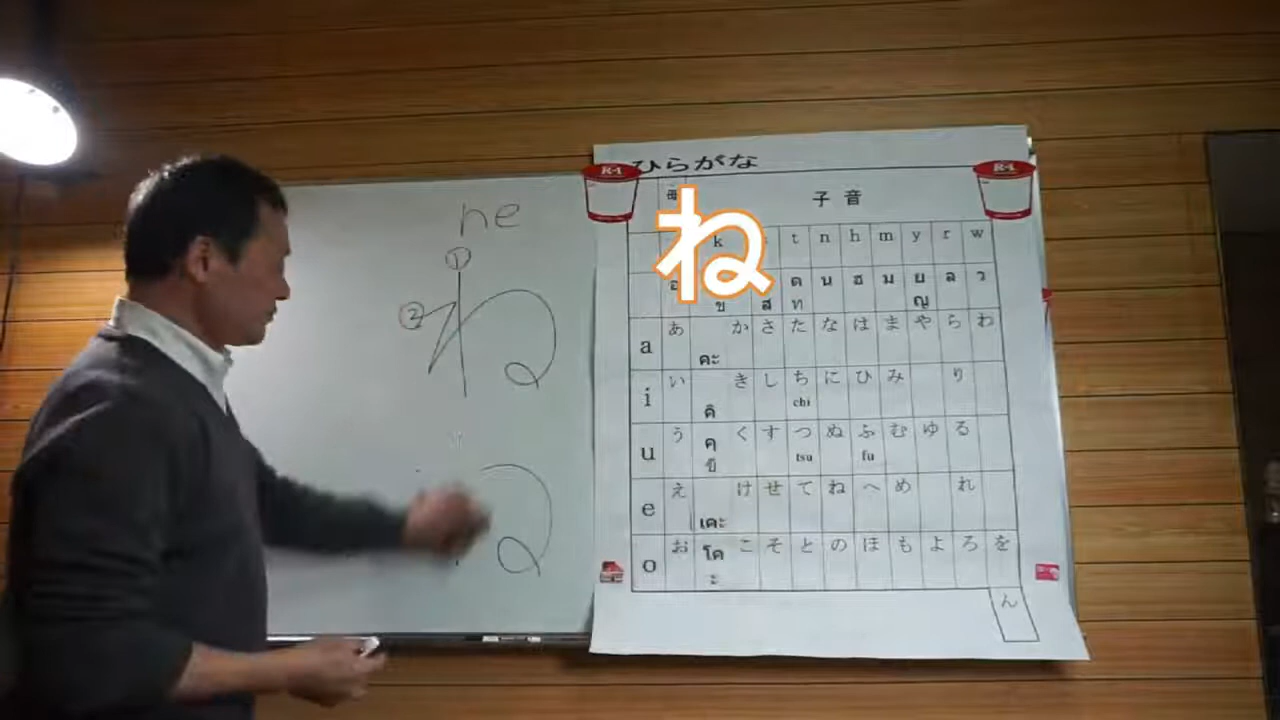 ne
①
②
ね
R-1
R-1
ひらがな
母
子音
k t n h m y r w
ค น ฮ ม ย ล ว
ข ส ท ญ
a あ か さ た な は ま や ら わ
คะ
i い き し ち に ひ み り
คิ chi
u う く す つ ぬ ふ む ゆ る
คึ tsu fu
e え け せ て ね へ め れ
เคะ
o お こ そ と の ほ も よ ろ を
โคะ
ん